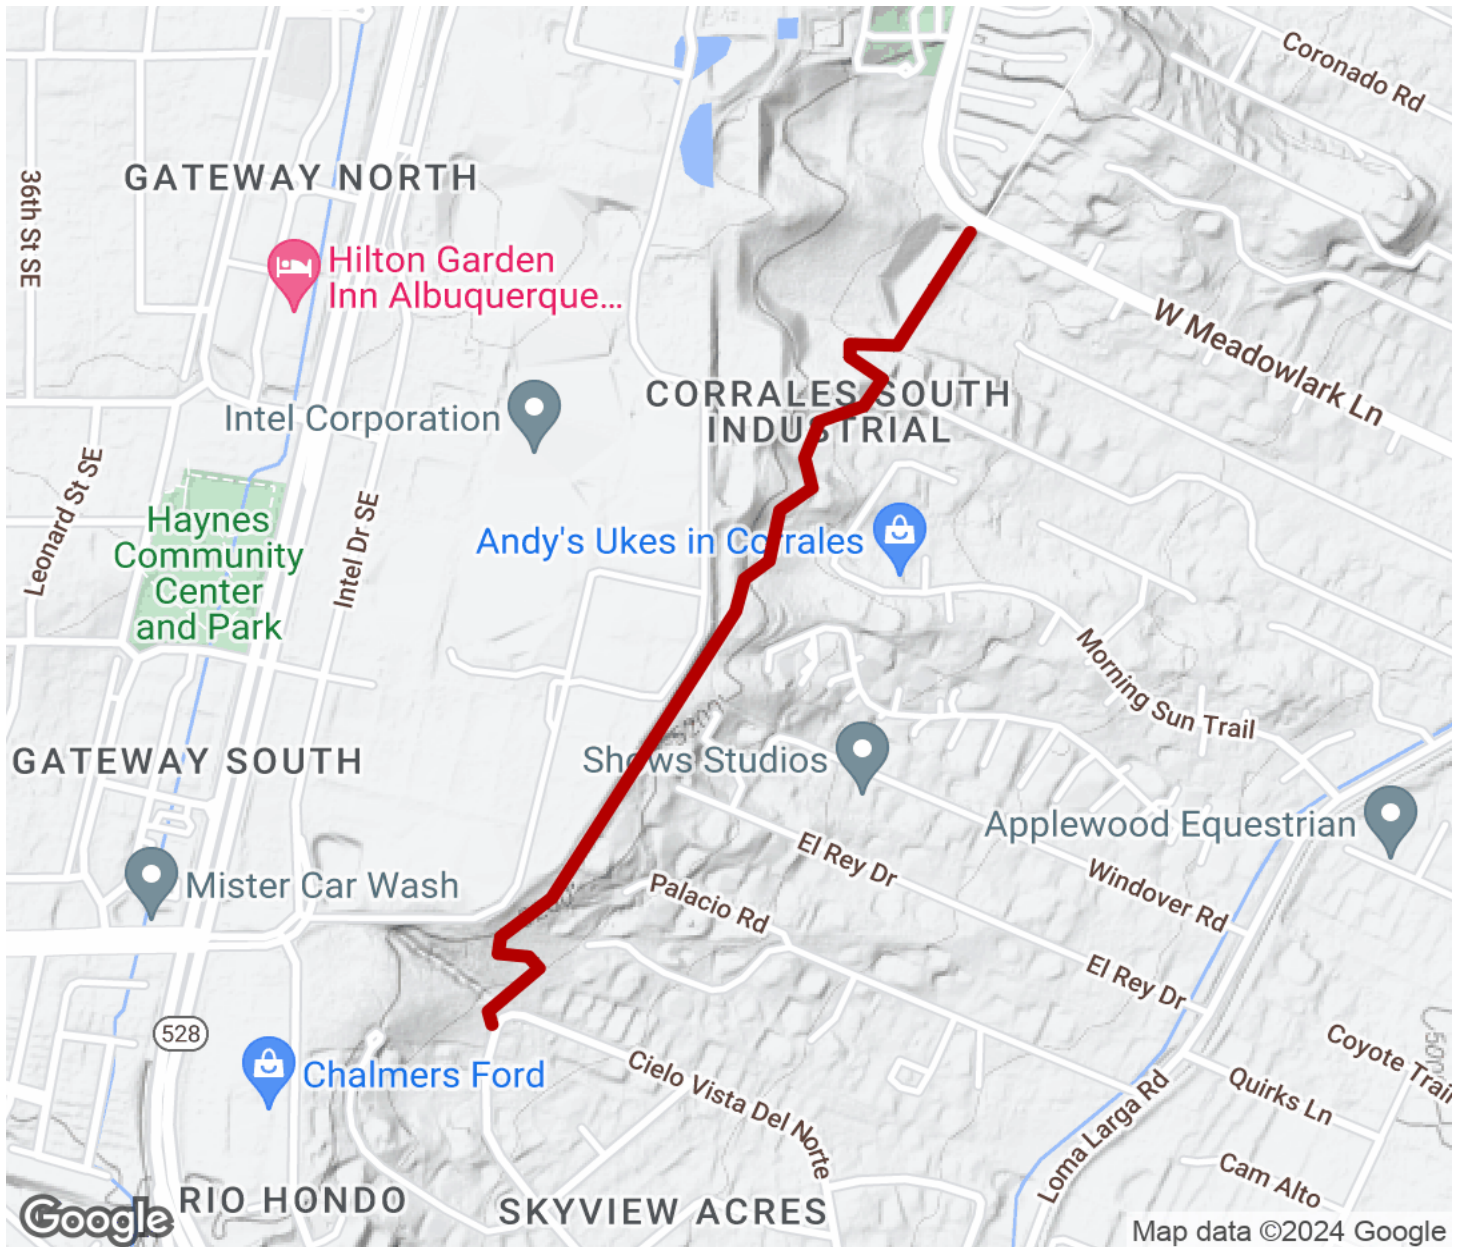 Coronado Rd
36th St SE
GATEWAY NORTH
Hilton Garden
Inn Albuquerque...
W Meadowlark Ln
CORRALES SOUTH
INDUSTRIAL
Intel Corporation
Leonard St SE
Intel Dr SE
Haynes
Community
Center
and Park
Andy's Ukes in Corrales
Morning Sun Trail
5200
GATEWAY SOUTH
Shows Studios
Applewood Equestrian
El Rey Dr
Windover Rd
Mister Car Wash
Palacio Rd
El Rey Dr
528
Chalmers Ford
Cielo Vista Del Norte
Coyote Trail
Quirks Ln
Loma Larga Rd
Cam Alto
RIO HONDO
SKYVIEW ACRES
Google
Map data ©2024 Google